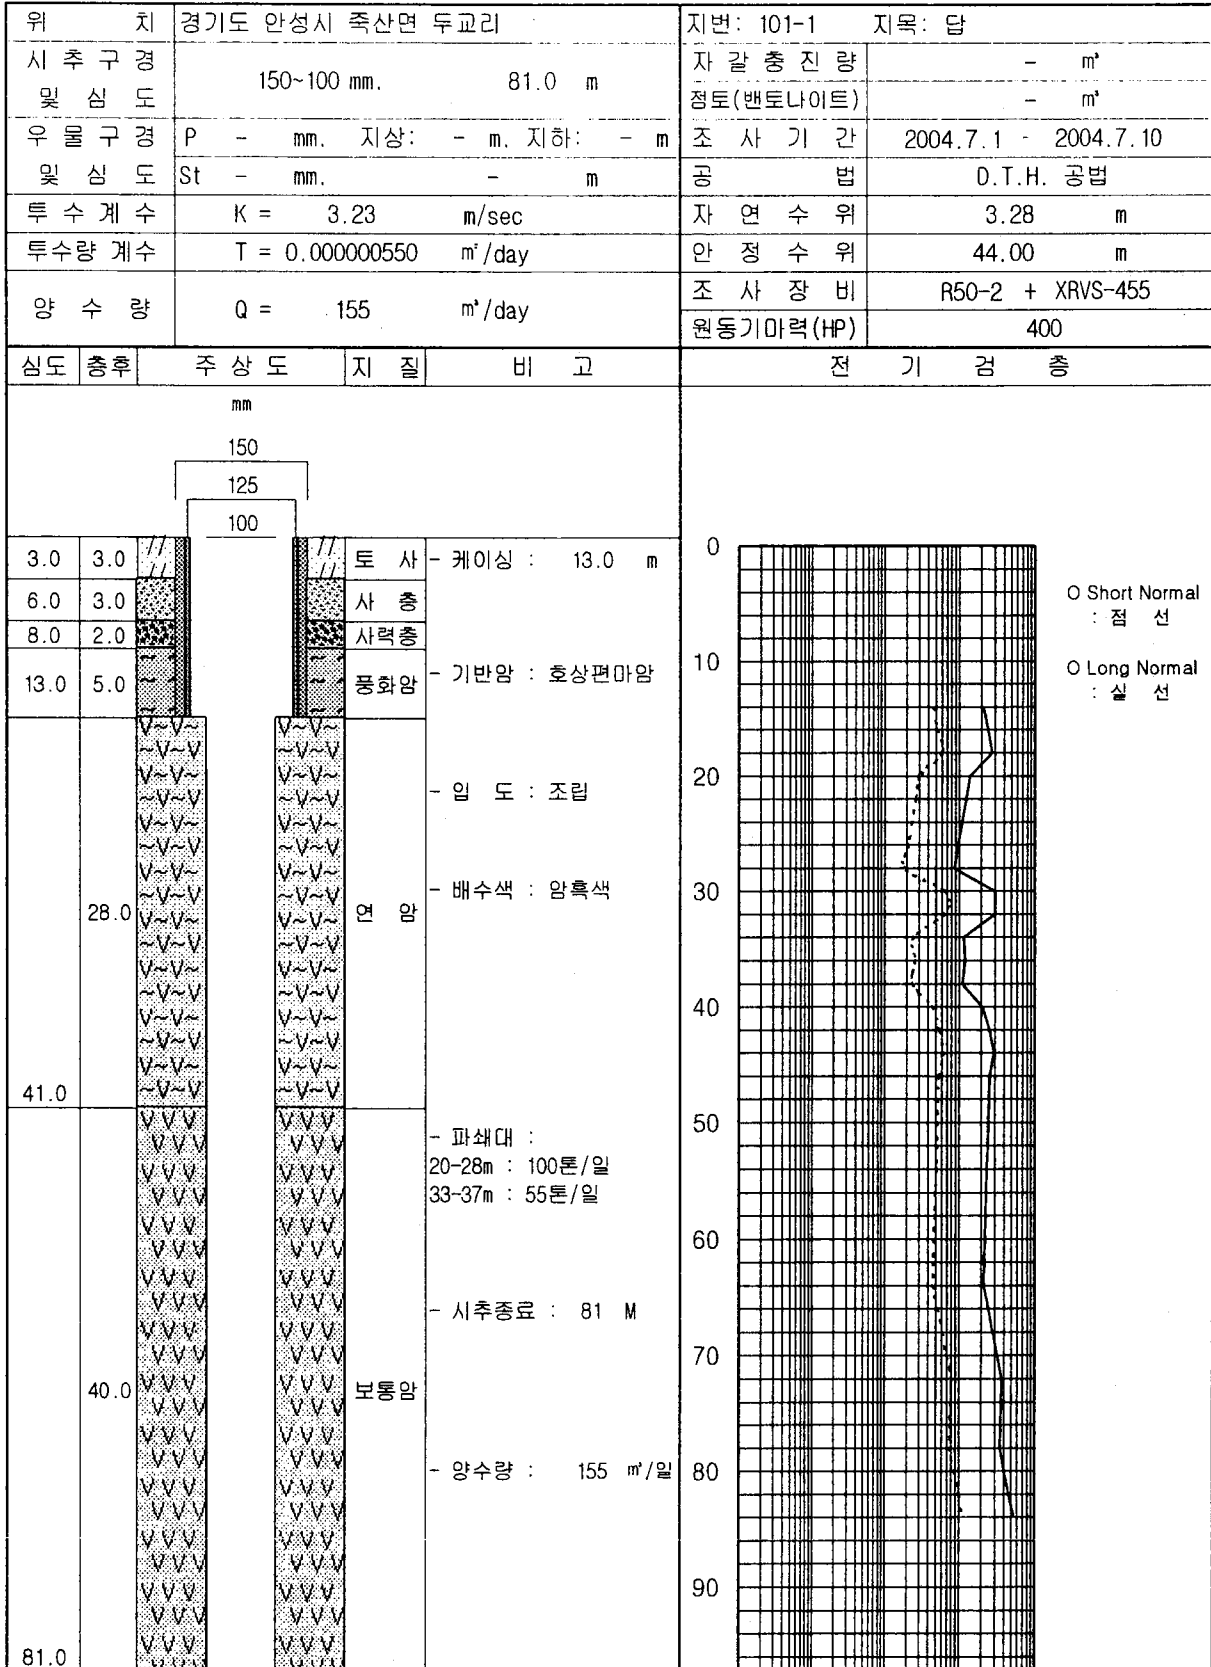 위 치 경기도 안성시 죽산면 두교리 지번: 101-1 지목: 답
시 추 구 경 및 심 도 150~100 mm. 81.0 m
자 갈 충 진 량 - m³
점토(밴토나이트) - m³
우 물 구 경 P - mm. 지상: - m. 지하: - m
조 사 기 간 2004.7.1 - 2004.7.10
및 심 도 St - mm. - m
공 법 D.T.H. 공법
투 수 계 수 K = 3.23 m/sec
자 연 수 위 3.28 m
투수량 계수 T = 0.000000550 m²/day
안 정 수 위 44.00 m
양 수 량 Q = 155 m³/day
조 사 장 비 R50-2 + XRVS-455
원동기마력(HP) 400
심도 층후 주 상 도 지 질 비 고 전 기 검 층
mm
150
125
100
3.0 3.0 토 사 - 케이싱 : 13.0 m
6.0 3.0 사 층
8.0 2.0 사력층
13.0 5.0 풍화암 - 기반암 : 호상편마암
- 입 도 : 조립
- 배수색 : 암흑색
28.0 연 암
41.0
- 파쇄대 :
20-28m : 100톤/일
33-37m : 55톤/일
- 시추종료 : 81 M
40.0 보통암
- 양수량 : 155 m³/일
81.0
0
10
20
30
40
50
60
70
80
90
O Short Normal
: 점 선
O Long Normal
: 실 선